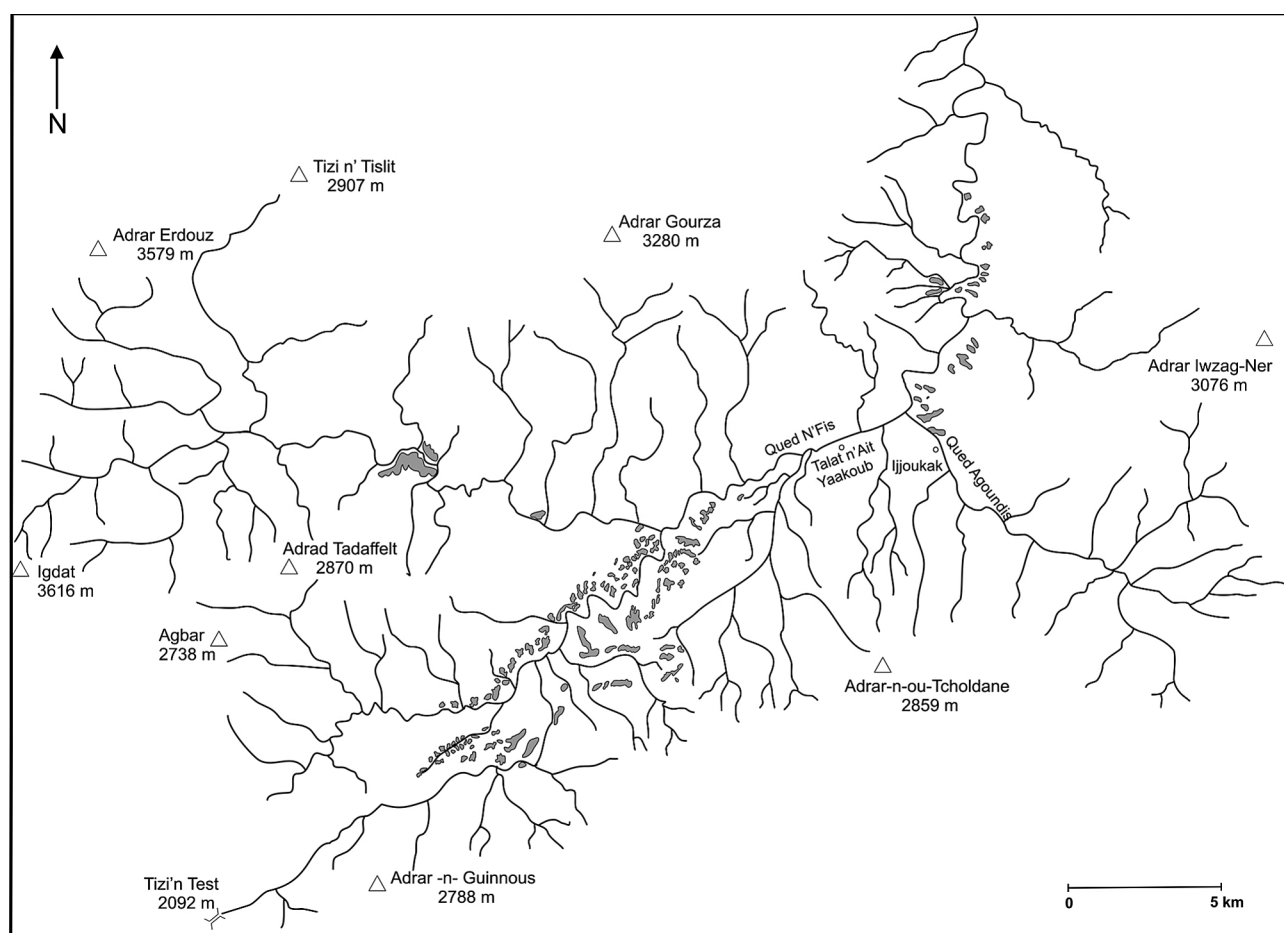 N
Tizi n' Tislit
2907 m
Adrar Erdouz
3579 m
Adrar Gourza
3280 m
Adrar Iwzag-Ner
3076 m
Qued N'Fis
Talat n'Ait
Yaakoub
Ijjoukak
Qued Agoundis
Igdat
3616 m
Adrad Tadaffelt
2870 m
Agbar
2738 m
Adrar-n-ou-Tcholdane
2859 m
Tizi'n Test
2092 m
Adrar -n- Guinnous
2788 m
0 5 km